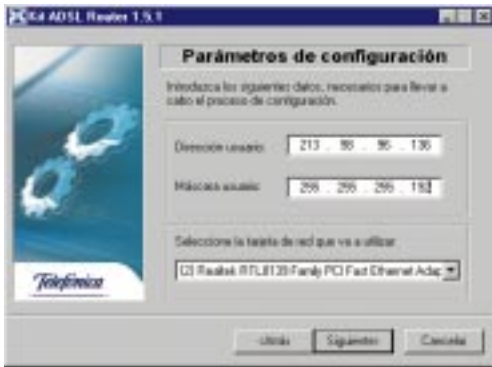 Kit ADSL Router 1.5.1
Parámetros de configuración
Introduzca los siguientes datos, necesarios para llevar a
cabo el proceso de configuración.
Dirección usuario:
213 . 98 . 96 . 136
Máscara usuario:
255 . 255 . 255 . 192
Seleccione la tarjeta de red que va a utilizar
Realtek RTL8139 Family PCI Fast Ethernet Adap
Telefónica
Atrás
Siguiente
Cancelar